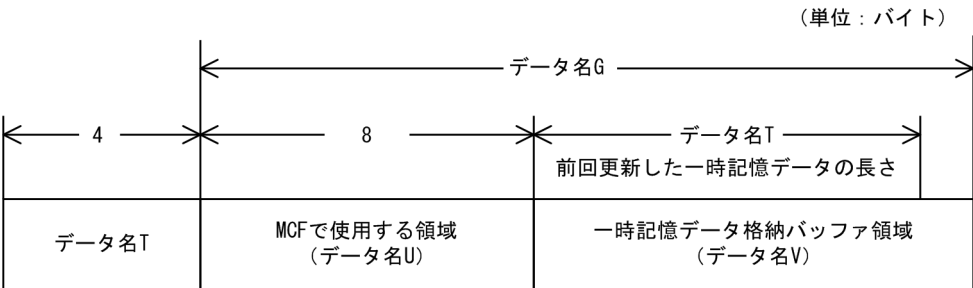 (単位:バイト)
データ名G
4
8
データ名T
前回更新した一時記憶データの長さ
データ名T
MCFで使用する領域
(データ名U)
一時記憶データ格納バッファ領域
(データ名V)